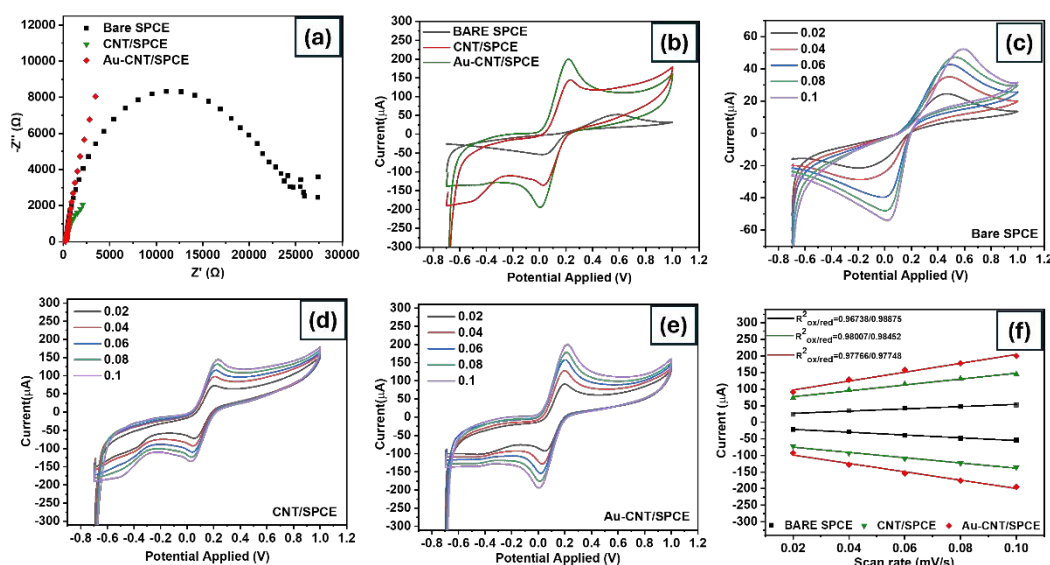 (a)
Bare SPCE
CNT/SPCE
Au-CNT/SPCE
12000
10000
8000
6000
4000
2000
0
-Z'' (Ω)
0 5000 10000 15000 20000 25000 30000
Z' (Ω)
(b)
BARE SPCE
CNT/SPCE
Au-CNT/SPCE
300
250
200
150
100
50
0
-50
-100
-150
-200
-250
-300
Current(µA)
-0.8 -0.6 -0.4 -0.2 0.0 0.2 0.4 0.6 0.8 1.0 1.2
Potential Applied (V)
(c)
0.02
0.04
0.06
0.08
0.1
60
40
20
0
-20
-40
-60
Current(µA)
Bare SPCE
-0.8 -0.6 -0.4 -0.2 0.0 0.2 0.4 0.6 0.8 1.0 1.2
Potential Applied (V)
(d)
0.02
0.04
0.06
0.08
0.1
300
250
200
150
100
50
0
-50
-100
-150
-200
-250
-300
Current(µA)
CNT/SPCE
-0.8 -0.6 -0.4 -0.2 0.0 0.2 0.4 0.6 0.8 1.0 1.2
Potential Applied (V)
(e)
0.02
0.04
0.06
0.08
0.1
300
250
200
150
100
50
0
-50
-100
-150
-200
-250
-300
Current(µA)
Au-CNT/SPCE
-0.8 -0.6 -0.4 -0.2 0.0 0.2 0.4 0.6 0.8 1.0 1.2
Potential Applied (V)
(f)
R²ox/red=0.96738/0.98875
R²ox/red=0.98007/0.98452
R²ox/red=0.97766/0.97748
300
250
200
150
100
50
0
-50
-100
-150
-200
-250
-300
Current (µA)
BARE SPCE CNT/SPCE Au-CNT/SPCE
0.02 0.04 0.06 0.08 0.10
Scan rate (mV/s)